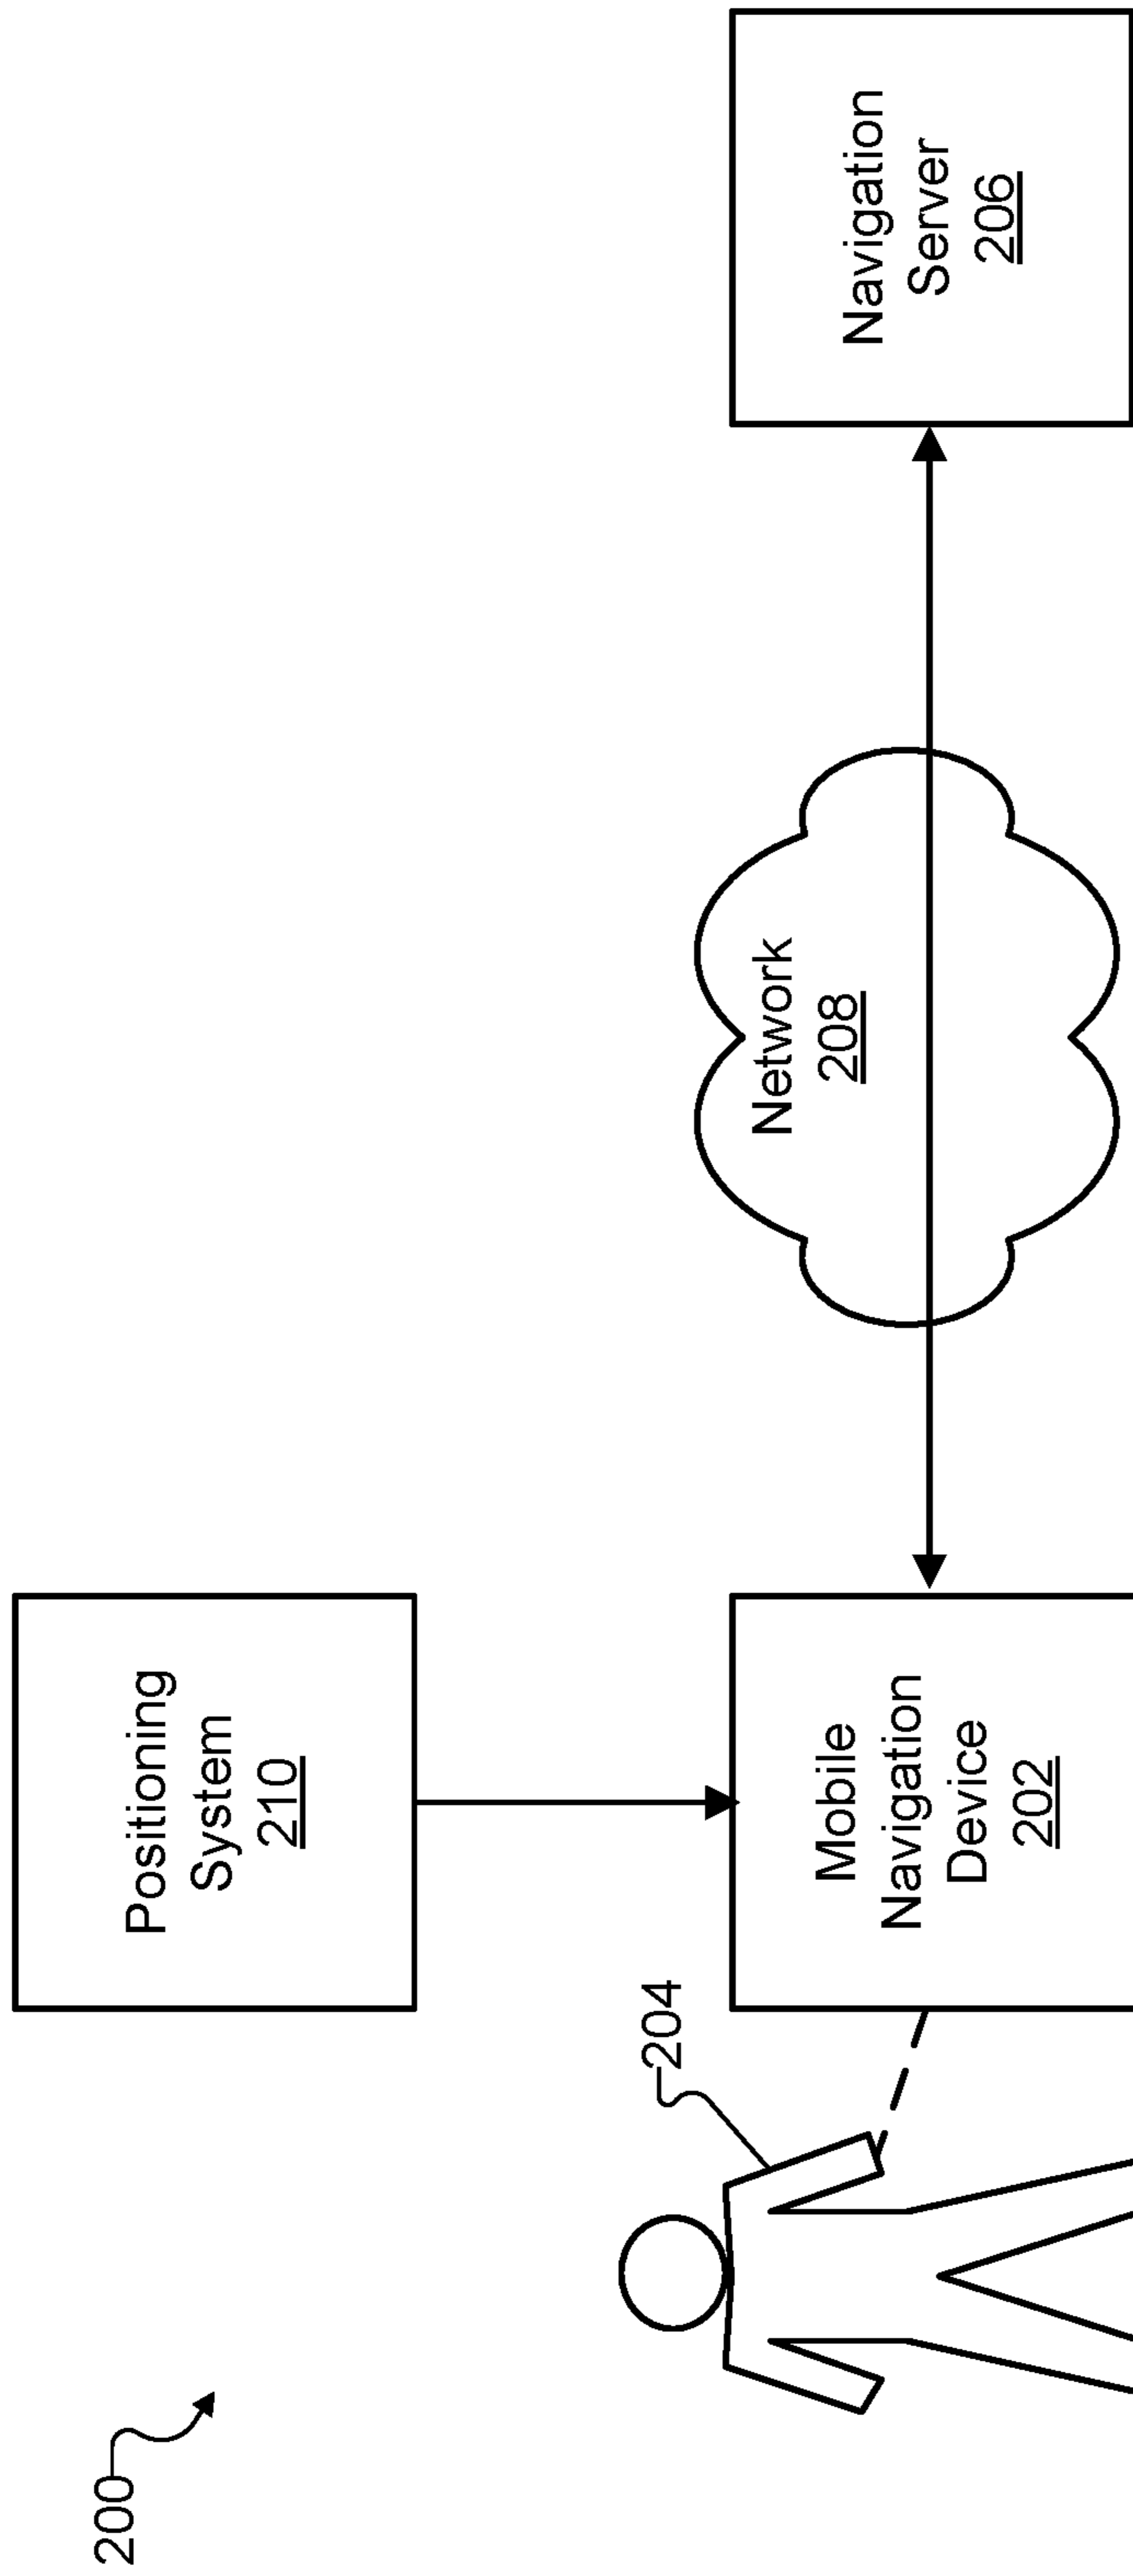 200
Positioning
System
210
204
Mobile
Navigation
Device
202
Network
208
Navigation
Server
206